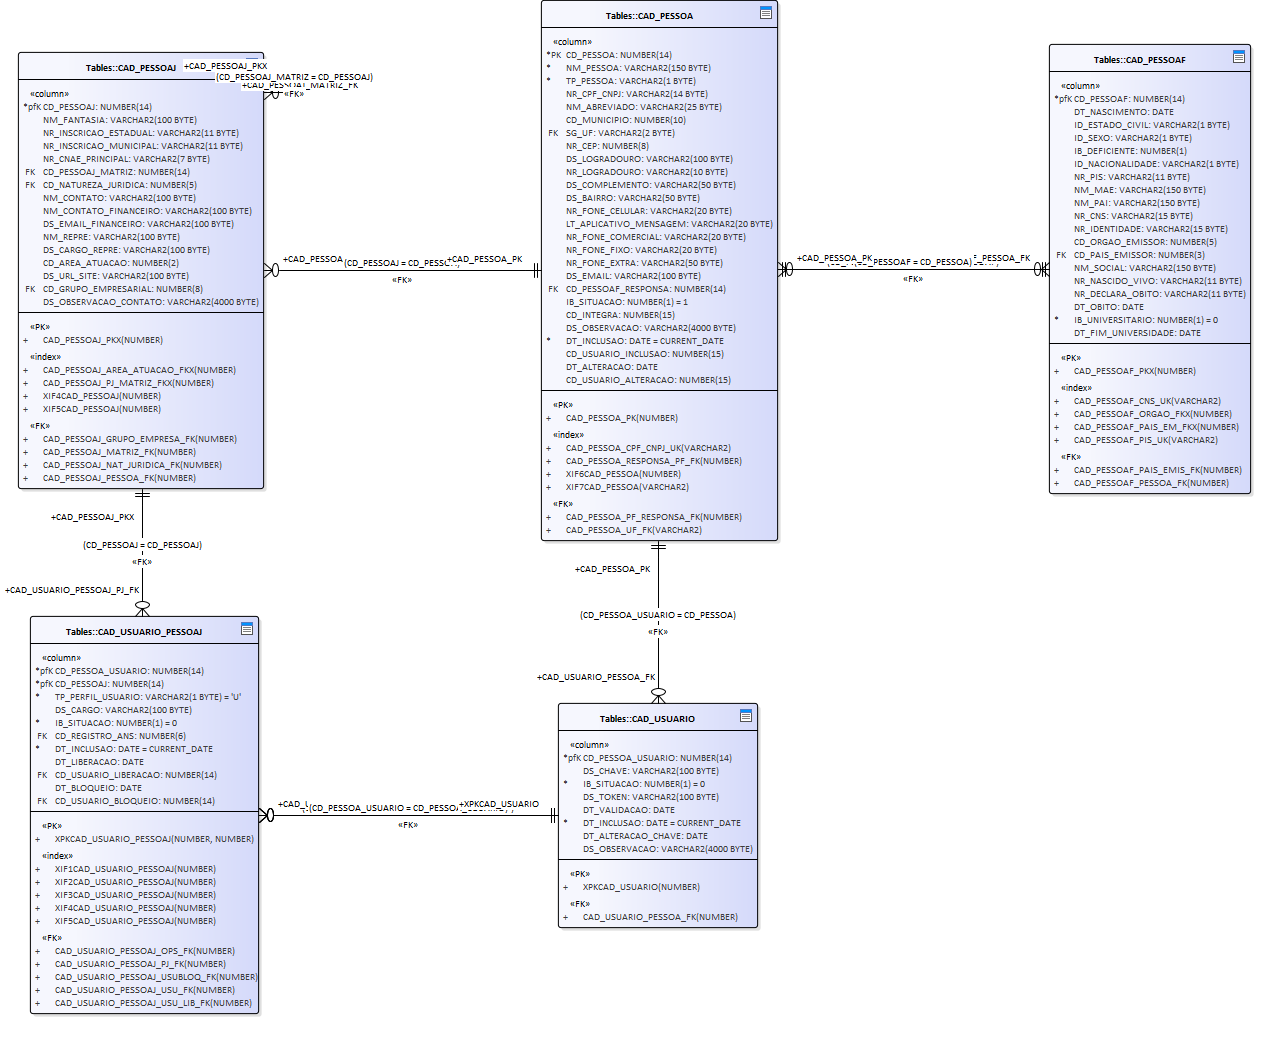 Tables::CAD_PESSOAJ
«column»
*pfK CD_PESSOAJ: NUMBER(14)
NM_FANTASIA: VARCHAR2(100 BYTE)
NR_INSCRICAO_ESTADUAL: VARCHAR2(11 BYTE)
NR_INSCRICAO_MUNICIPAL: VARCHAR2(11 BYTE)
NR_CNAE_PRINCIPAL: VARCHAR2(7 BYTE)
FK CD_PESSOAJ_MATRIZ: NUMBER(14)
FK CD_NATUREZA_JURIDICA: NUMBER(5)
NM_CONTATO: VARCHAR2(100 BYTE)
NM_CONTATO_FINANCEIRO: VARCHAR2(100 BYTE)
DS_EMAIL_FINANCEIRO: VARCHAR2(100 BYTE)
NM_REPRE: VARCHAR2(100 BYTE)
DS_CARGO_REPRE: VARCHAR2(100 BYTE)
CD_AREA_ATUACAO: NUMBER(2)
DS_URL_SITE: VARCHAR2(100 BYTE)
FK CD_GRUPO_EMPRESARIAL: NUMBER(8)
DS_OBSERVACAO_CONTATO: VARCHAR2(4000 BYTE)
«PK»
+ CAD_PESSOAJ_PKX(NUMBER)
«index»
+ CAD_PESSOAJ_AREA_ATUACAO_FKX(NUMBER)
+ CAD_PESSOAJ_PJ_MATRIZ_FKX(NUMBER)
+ XIF4CAD_PESSOAJ(NUMBER)
+ XIF5CAD_PESSOAJ(NUMBER)
«FK»
+ CAD_PESSOAJ_GRUPO_EMPRESA_FK(NUMBER)
+ CAD_PESSOAJ_MATRIZ_FK(NUMBER)
+ CAD_PESSOAJ_NAT_JURIDICA_FK(NUMBER)
+ CAD_PESSOAJ_PESSOA_FK(NUMBER)
+CAD_PESSOAJ_PKX
(CD_PESSOAJ_MATRIZ = CD_PESSOAJ)
+CAD_PESSOAJ_MATRIZ_FK
«FK»
+CAD_PESSOA
(CD_PESSOAJ = CD_PESSO
+CAD_PESSOA_PK
«FK»
Tables::CAD_PESSOA
«column»
*PK CD_PESSOA: NUMBER(14)
* NM_PESSOA: VARCHAR2(150 BYTE)
* TP_PESSOA: VARCHAR2(1 BYTE)
NR_CPF_CNPJ: VARCHAR2(14 BYTE)
NM_ABREVIADO: VARCHAR2(25 BYTE)
CD_MUNICIPIO: NUMBER(10)
FK SG_UF: VARCHAR2(2 BYTE)
NR_CEP: NUMBER(8)
DS_LOGRADOURO: VARCHAR2(100 BYTE)
NR_LOGRADOURO: VARCHAR2(10 BYTE)
DS_COMPLEMENTO: VARCHAR2(50 BYTE)
DS_BAIRRO: VARCHAR2(50 BYTE)
NR_FONE_CELULAR: VARCHAR2(20 BYTE)
LT_APLICATIVO_MENSAGEM: VARCHAR2(20 BYTE)
NR_FONE_COMERCIAL: VARCHAR2(20 BYTE)
NR_FONE_FIXO: VARCHAR2(20 BYTE)
NR_FONE_EXTRA: VARCHAR2(50 BYTE)
DS_EMAIL: VARCHAR2(100 BYTE)
FK CD_PESSOAF_RESPONSA: NUMBER(14)
IB_SITUACAO: NUMBER(1) = 1
CD_INTEGRA: NUMBER(15)
DS_OBSERVACAO: VARCHAR2(4000 BYTE)
* DT_INCLUSAO: DATE = CURRENT_DATE
CD_USUARIO_INCLUSAO: NUMBER(15)
DT_ALTERACAO: DATE
CD_USUARIO_ALTERACAO: NUMBER(15)
«PK»
+ CAD_PESSOA_PK(NUMBER)
«index»
+ CAD_PESSOA_CPF_CNPJ_UK(VARCHAR2)
+ CAD_PESSOA_RESPONSA_PF_FK(NUMBER)
+ XIF6CAD_PESSOA(NUMBER)
+ XIF7CAD_PESSOA(VARCHAR2)
«FK»
+ CAD_PESSOA_PF_RESPONSA_FK(NUMBER)
+ CAD_PESSOA_UF_FK(VARCHAR2)
+CAD_PESSOA_PK
PESSOAF = CD_PESSOA)
E_PESSOA_FK
«FK»
Tables::CAD_PESSOAF
«column»
*pfK CD_PESSOAF: NUMBER(14)
DT_NASCIMENTO: DATE
ID_ESTADO_CIVIL: VARCHAR2(1 BYTE)
ID_SEXO: VARCHAR2(1 BYTE)
IB_DEFICIENTE: NUMBER(1)
ID_NACIONALIDADE: VARCHAR2(1 BYTE)
NR_PIS: VARCHAR2(11 BYTE)
NM_MAE: VARCHAR2(150 BYTE)
NM_PAI: VARCHAR2(150 BYTE)
NR_CNS: VARCHAR2(15 BYTE)
NR_IDENTIDADE: VARCHAR2(15 BYTE)
CD_ORGAO_EMISSOR: NUMBER(5)
FK CD_PAIS_EMISSOR: NUMBER(3)
NM_SOCIAL: VARCHAR2(150 BYTE)
NR_NASCIDO_VIVO: VARCHAR2(11 BYTE)
NR_DECLARA_OBITO: VARCHAR2(11 BYTE)
DT_OBITO: DATE
* IB_UNIVERSITARIO: NUMBER(1) = 0
DT_FIM_UNIVERSIDADE: DATE
«PK»
+ CAD_PESSOAF_PKX(NUMBER)
«index»
+ CAD_PESSOAF_CNS_UK(VARCHAR2)
+ CAD_PESSOAF_ORGAO_FKX(NUMBER)
+ CAD_PESSOAF_PAIS_EM_FKX(NUMBER)
+ CAD_PESSOAF_PIS_UK(VARCHAR2)
«FK»
+ CAD_PESSOAF_PAIS_EMIS_FK(NUMBER)
+ CAD_PESSOAF_PESSOA_FK(NUMBER)
+CAD_PESSOAJ_PKX
(CD_PESSOAJ = CD_PESSOAJ)
«FK»
+CAD_USUARIO_PESSOAJ_PJ_FK
+CAD_PESSOA_PK
(CD_PESSOA_USUARIO = CD_PESSOA)
«FK»
+CAD_USUARIO_PESSOA_FK
Tables::CAD_USUARIO_PESSOAJ
«column»
*pfK CD_PESSOA_USUARIO: NUMBER(14)
*pfK CD_PESSOAJ: NUMBER(14)
* TP_PERFIL_USUARIO: VARCHAR2(1 BYTE) = 'U'
DS_CARGO: VARCHAR2(100 BYTE)
* IB_SITUACAO: NUMBER(1) = 0
FK CD_REGISTRO_ANS: NUMBER(6)
* DT_INCLUSAO: DATE = CURRENT_DATE
DT_LIBERACAO: DATE
FK CD_USUARIO_LIBERACAO: NUMBER(14)
DT_BLOQUEIO: DATE
FK CD_USUARIO_BLOQUEIO: NUMBER(14)
«PK»
+ XPKCAD_USUARIO_PESSOAJ(NUMBER, NUMBER)
«index»
+ XIF1CAD_USUARIO_PESSOAJ(NUMBER)
+ XIF2CAD_USUARIO_PESSOAJ(NUMBER)
+ XIF3CAD_USUARIO_PESSOAJ(NUMBER)
+ XIF4CAD_USUARIO_PESSOAJ(NUMBER)
+ XIF5CAD_USUARIO_PESSOAJ(NUMBER)
«FK»
+ CAD_USUARIO_PESSOAJ_OPS_FK(NUMBER)
+ CAD_USUARIO_PESSOAJ_PJ_FK(NUMBER)
+ CAD_USUARIO_PESSOAJ_USUBLOQ_FK(NUMBER)
+ CAD_USUARIO_PESSOAJ_USU_FK(NUMBER)
+ CAD_USUARIO_PESSOAJ_USU_LIB_FK(NUMBER)
+CAD_
(CD_PESSOA_USUARIO = CD_PESSO
+XPKCAD_USUARIO
«FK»
Tables::CAD_USUARIO
«column»
*pfK CD_PESSOA_USUARIO: NUMBER(14)
DS_CHAVE: VARCHAR2(100 BYTE)
* IB_SITUACAO: NUMBER(1) = 0
DS_TOKEN: VARCHAR2(100 BYTE)
DT_VALIDACAO: DATE
* DT_INCLUSAO: DATE = CURRENT_DATE
DT_ALTERACAO_CHAVE: DATE
DS_OBSERVACAO: VARCHAR2(4000 BYTE)
«PK»
+ XPKCAD_USUARIO(NUMBER)
«FK»
+ CAD_USUARIO_PESSOA_FK(NUMBER)